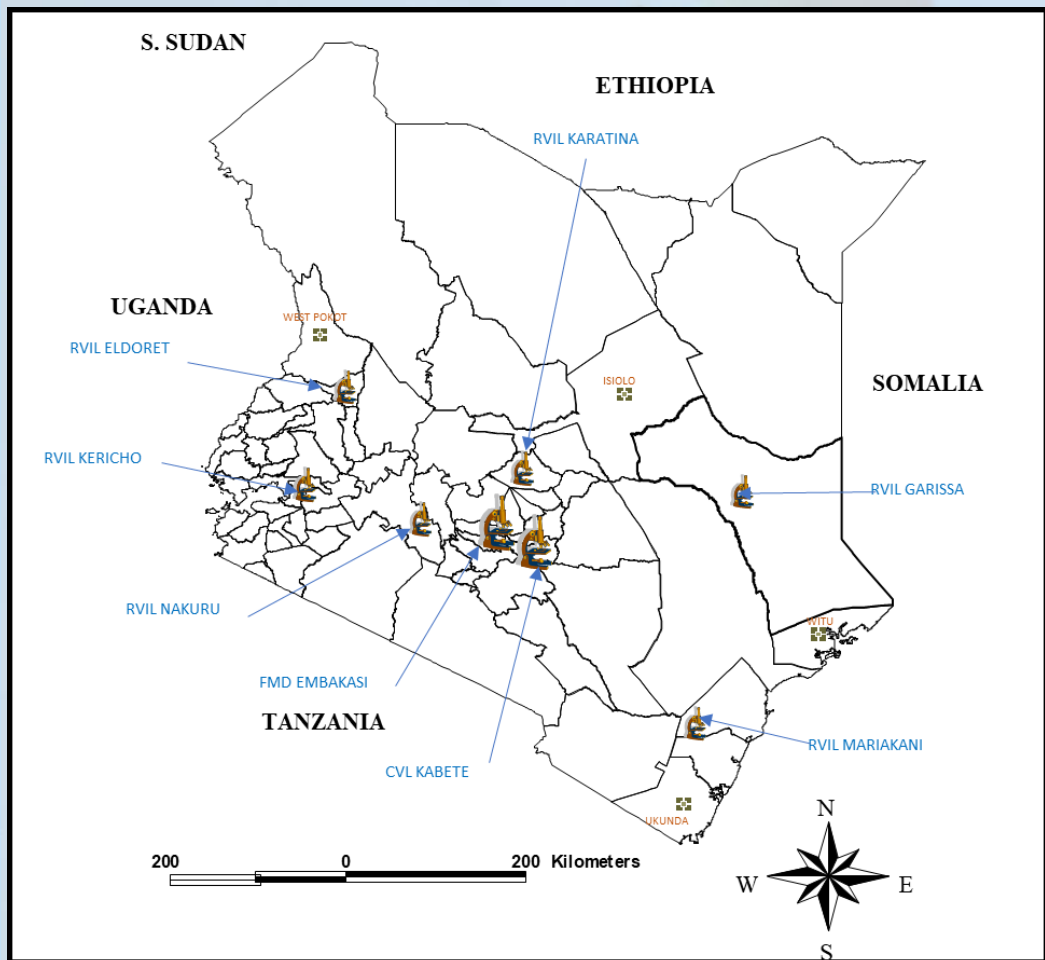 S. SUDAN
ETHIOPIA
RVIL KARATINA
UGANDA
WEST POKOT
RVIL ELDORET
ISIOLO
SOMALIA
RVIL KERICHO
RVIL GARISSA
RVIL NAKURU
WITU
FMD EMBAKASI
TANZANIA
RVIL MARIAKANI
CVL KABETE
UKUNDA
N
200 0 200 Kilometers
W E
S